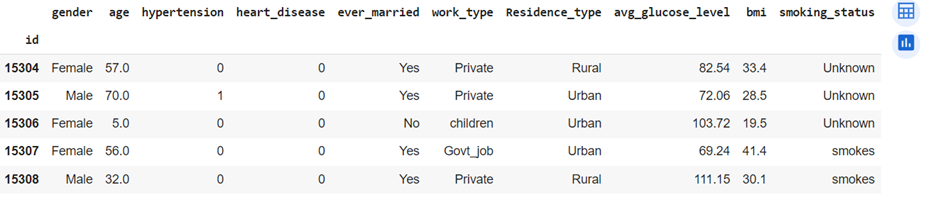 gender age hypertension heart_disease ever_married work_type Residence_type avg_glucose_level bmi smoking_status
id
15304 Female 57.0 0 0 Yes Private Rural 82.54 33.4 Unknown
15305 Male 70.0 1 0 Yes Private Urban 72.06 28.5 Unknown
15306 Female 5.0 0 0 No children Urban 103.72 19.5 Unknown
15307 Female 56.0 0 0 Yes Govt_job Urban 69.24 41.4 smokes
15308 Male 32.0 0 0 Yes Private Rural 111.15 30.1 smokes